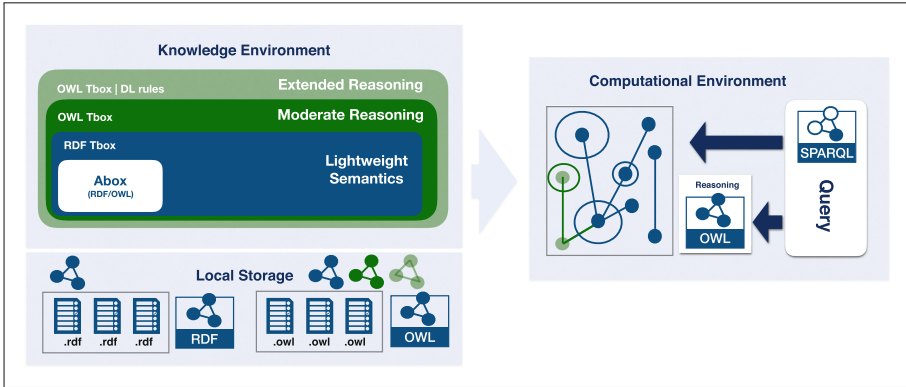 Knowledge Environment
Extended Reasoning
OWL Tbox | DL rules
Moderate Reasoning
OWL Tbox
RDF Tbox
Lightweight
Semantics
Abox
(RDF/OWL)
Local Storage
.rdf .rdf .rdf
RDF
.owl .owl .owl
OWL
Computational Environment
SPARQL
Query
Reasoning
OWL